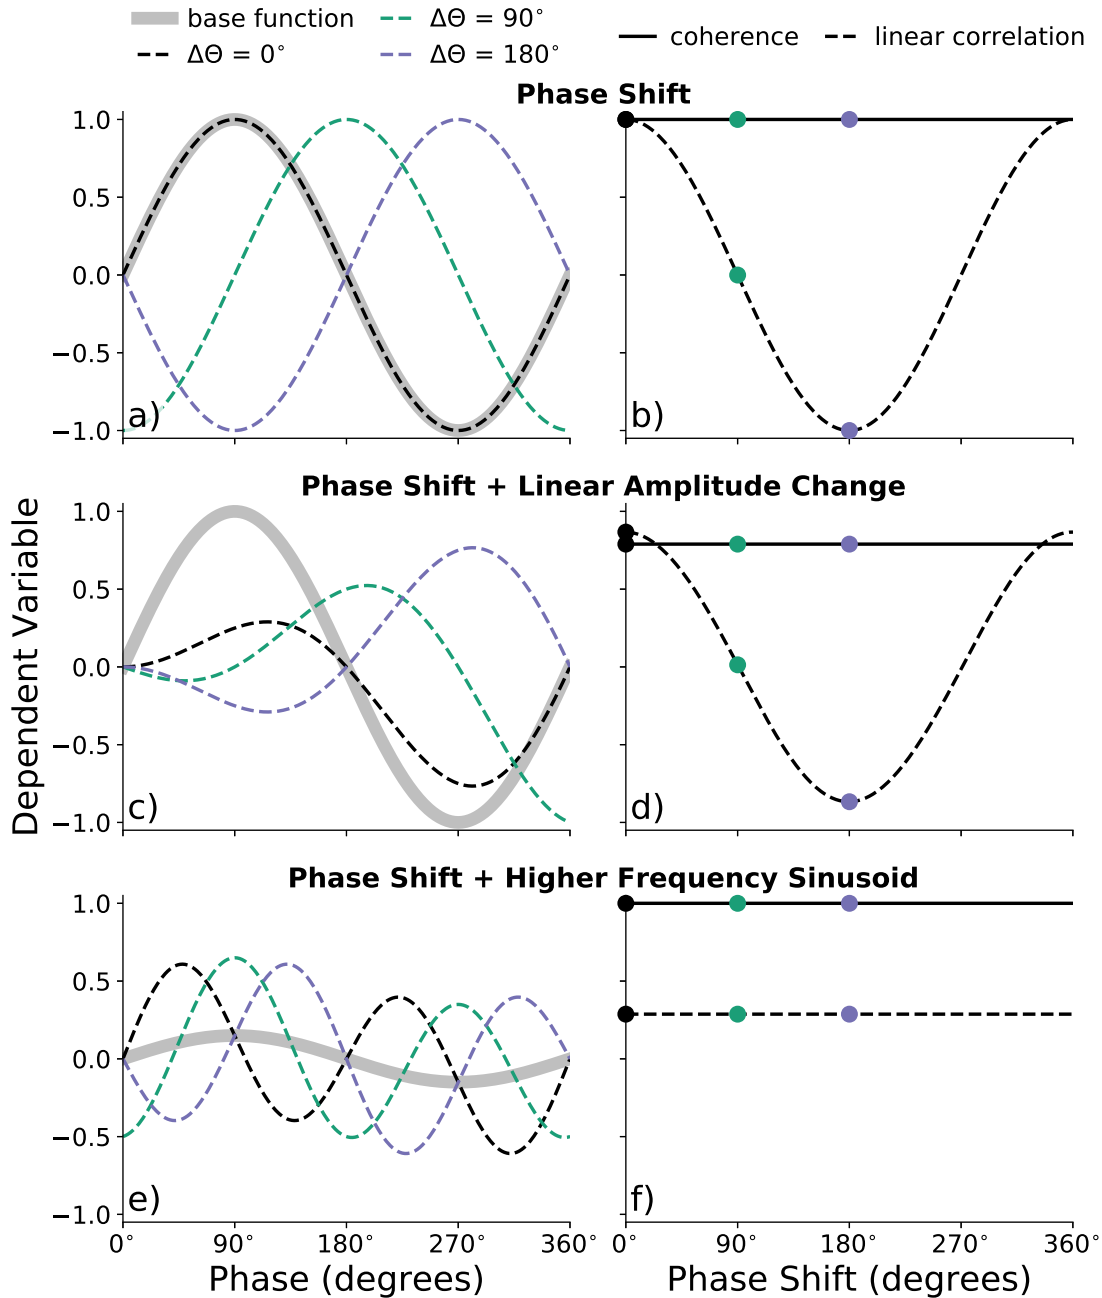 base function
ΔΘ = 0°
ΔΘ = 90°
ΔΘ = 180°
coherence
linear correlation
Phase Shift
1.0
0.5
0.0
−0.5
−1.0
a)
b)
Phase Shift + Linear Amplitude Change
1.0
0.5
0.0
−0.5
−1.0
c)
d)
Dependent Variable
Phase Shift + Higher Frequency Sinusoid
1.0
0.5
0.0
−0.5
−1.0
e)
f)
0° 90° 180° 270° 360°
0° 90° 180° 270° 360°
Phase (degrees)
Phase Shift (degrees)